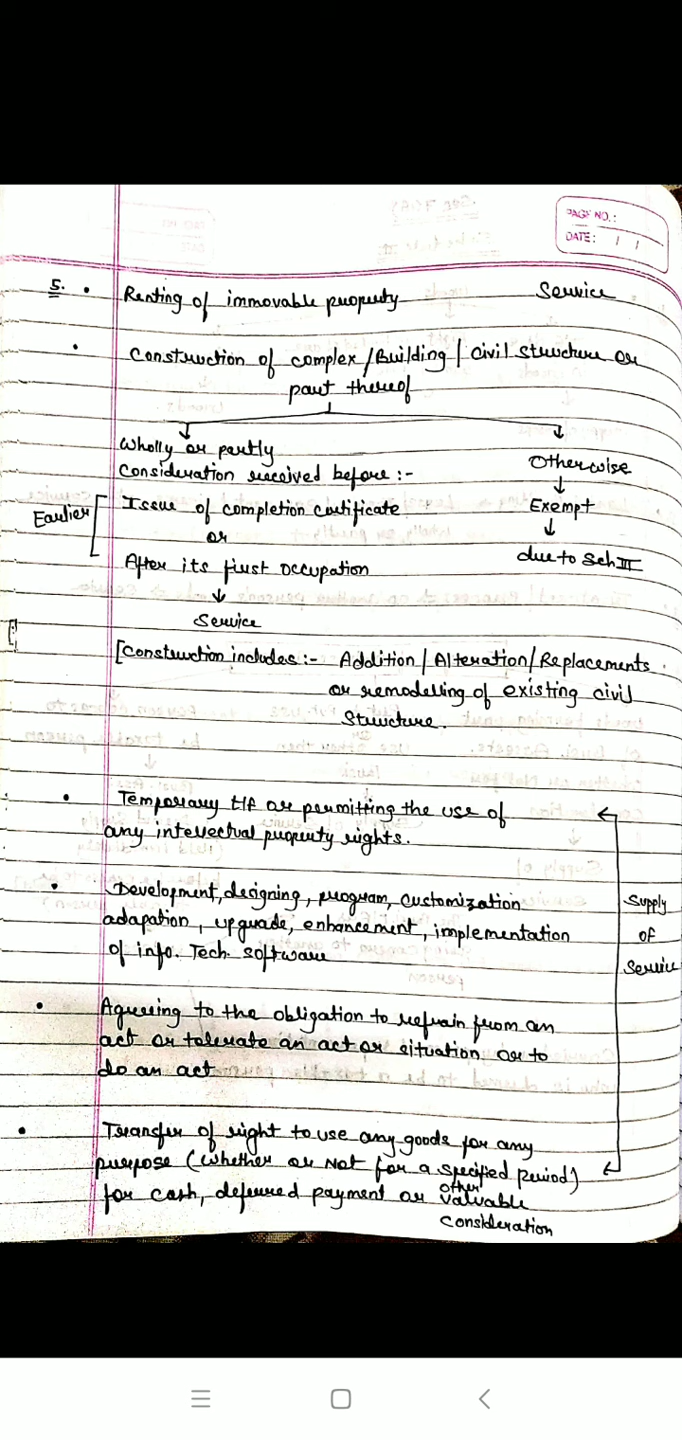 PAGE NO.:
DATE: / /
5. • Renting of immovable property Service
• Construction of complex/Building/civil structure or
part thereof
Wholly or partly
Consideration received before :-
Otherwise
↓
Exempt
↓
due to Sch III
Earlier
Issue of completion certificate
or
After its first occupation
↓
Service
[Construction includes:- Addition/Alteration/Replacements
or remodelling of existing civil
Structure.
• Temporary t/f or permitting the use of
any intellectual property rights.
• Development, designing, program, customization
adapation, upgrade, enhancement, implementation
of info. Tech. software
• Agreeing to the obligation to refrain from an
act or tolerate an act or situation or to
do an act
• Transfer of right to use any goods for any
purpose (whether or Not for a specified period)
for cash, deferred payment or other valuable
consideration
Supply
of
Service